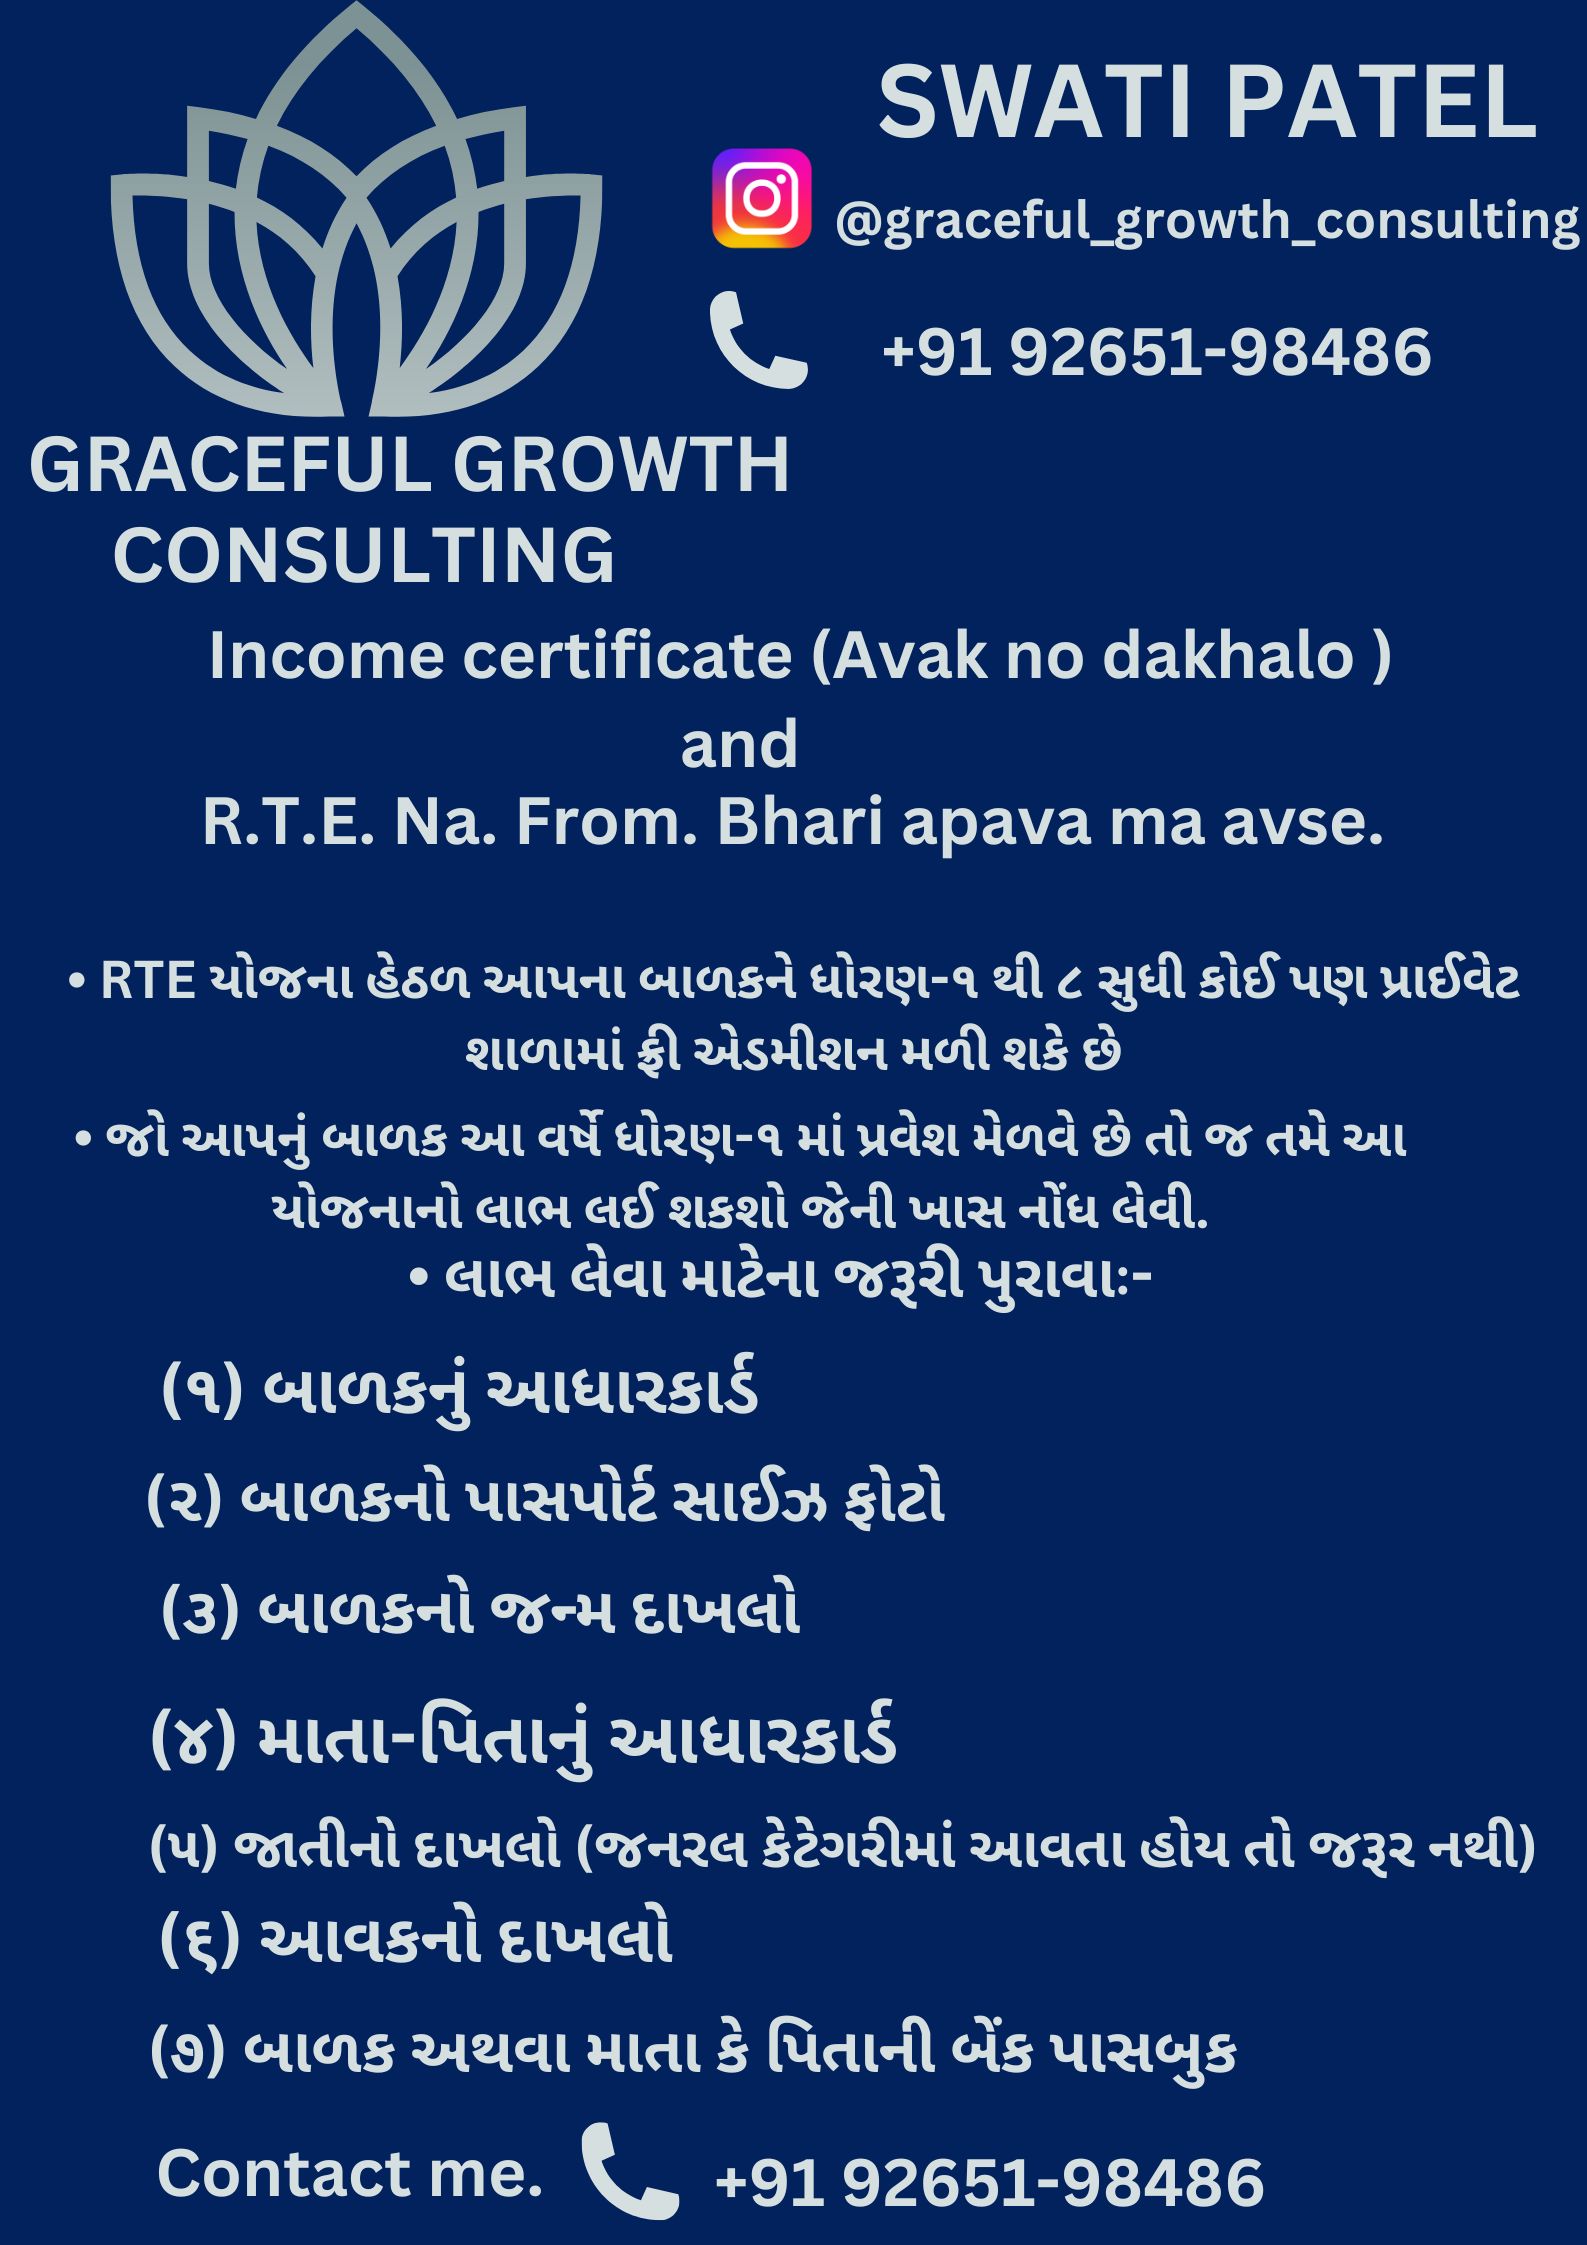 SWATI PATEL
@graceful_growth_consulting
+91 92651-98486
GRACEFUL GROWTH
CONSULTING
Income certificate (Avak no dakhalo )
and
R.T.E. Na. From. Bhari apava ma avse.
• RTE યોજના હેઠળ આપના બાળકને ધોરણ-૧ થી ૮ સુધી કોઈ પણ પ્રાઈવેટ
શાળામાં ફ્રી એડમીશન મળી શકે છે
• જો આપનું બાળક આ વર્ષે ધોરણ-૧ માં પ્રવેશ મેળવે છે તો જ તમે આ
યોજનાનો લાભ લઈ શકશો જેની ખાસ નોંધ લેવી.
• લાભ લેવા માટેના જરૂરી પુરાવાઃ-
(૧) બાળકનું આધારકાર્ડ
(૨) બાળકનો પાસપોર્ટ સાઈઝ ફોટો
(૩) બાળકનો જન્મ દાખલો
(૪) માતા-પિતાનું આધારકાર્ડ
(૫) જાતીનો દાખલો (જનરલ કેટેગરીમાં આવતા હોય તો જરૂર નથી)
(૬) આવકનો દાખલો
(૭) બાળક અથવા માતા કે પિતાની બેંક પાસબુક
Contact me.
+91 92651-98486